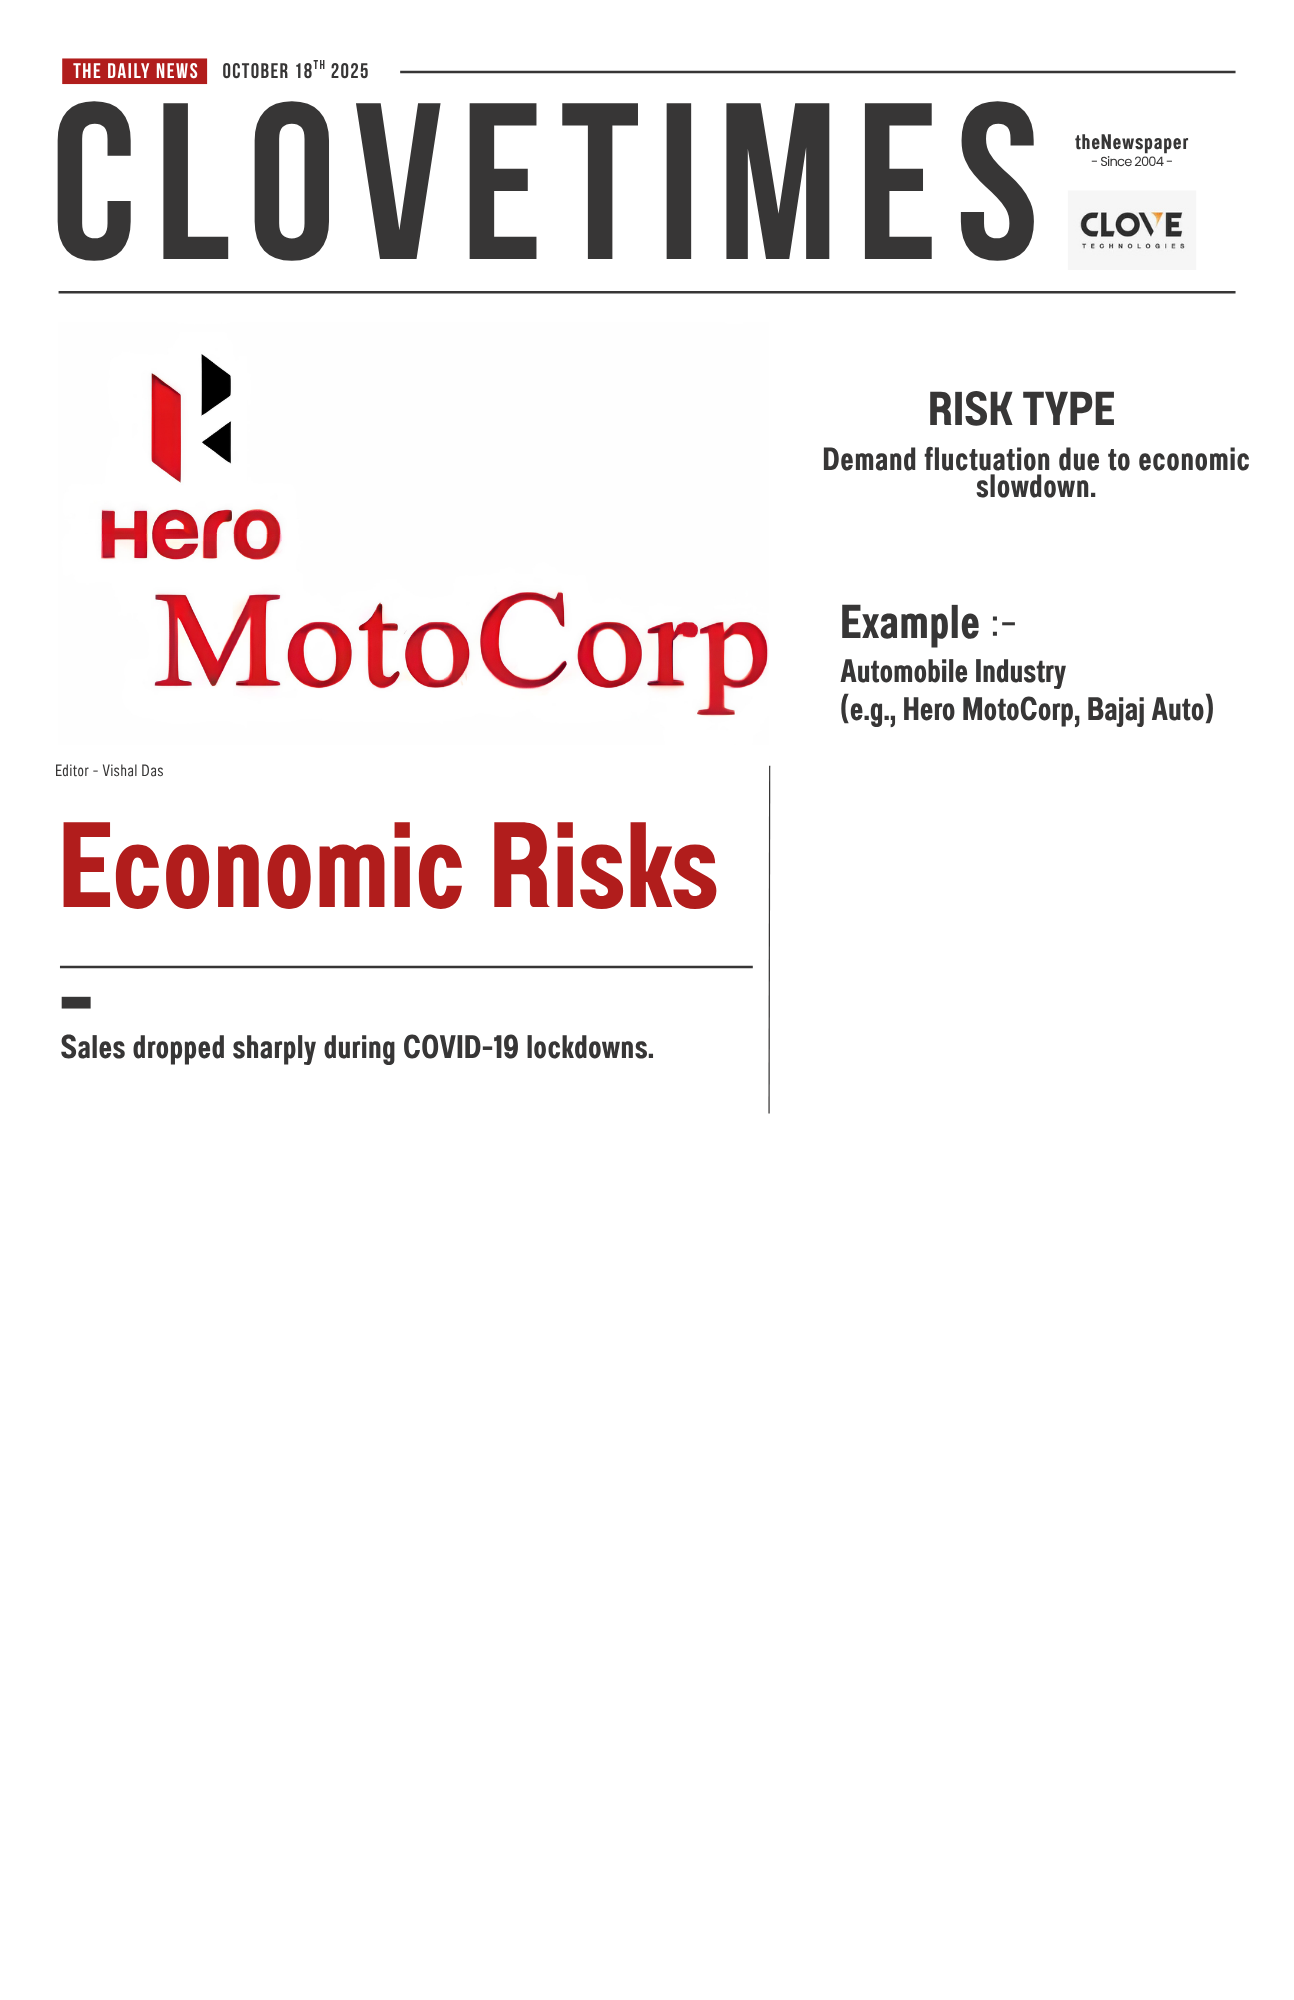 THE DAILY NEWS OCTOBER 18TH 2025
CLOVETIMES
theNewspaper
- Since 2004 -
CLOVE
TECHNOLOGIES
Hero
MotoCorp
RISK TYPE
Demand fluctuation due to economic
slowdown.
Example :-
Automobile Industry
(e.g., Hero MotoCorp, Bajaj Auto)
Editor - Vishal Das
Economic Risks
Sales dropped sharply during COVID-19 lockdowns.